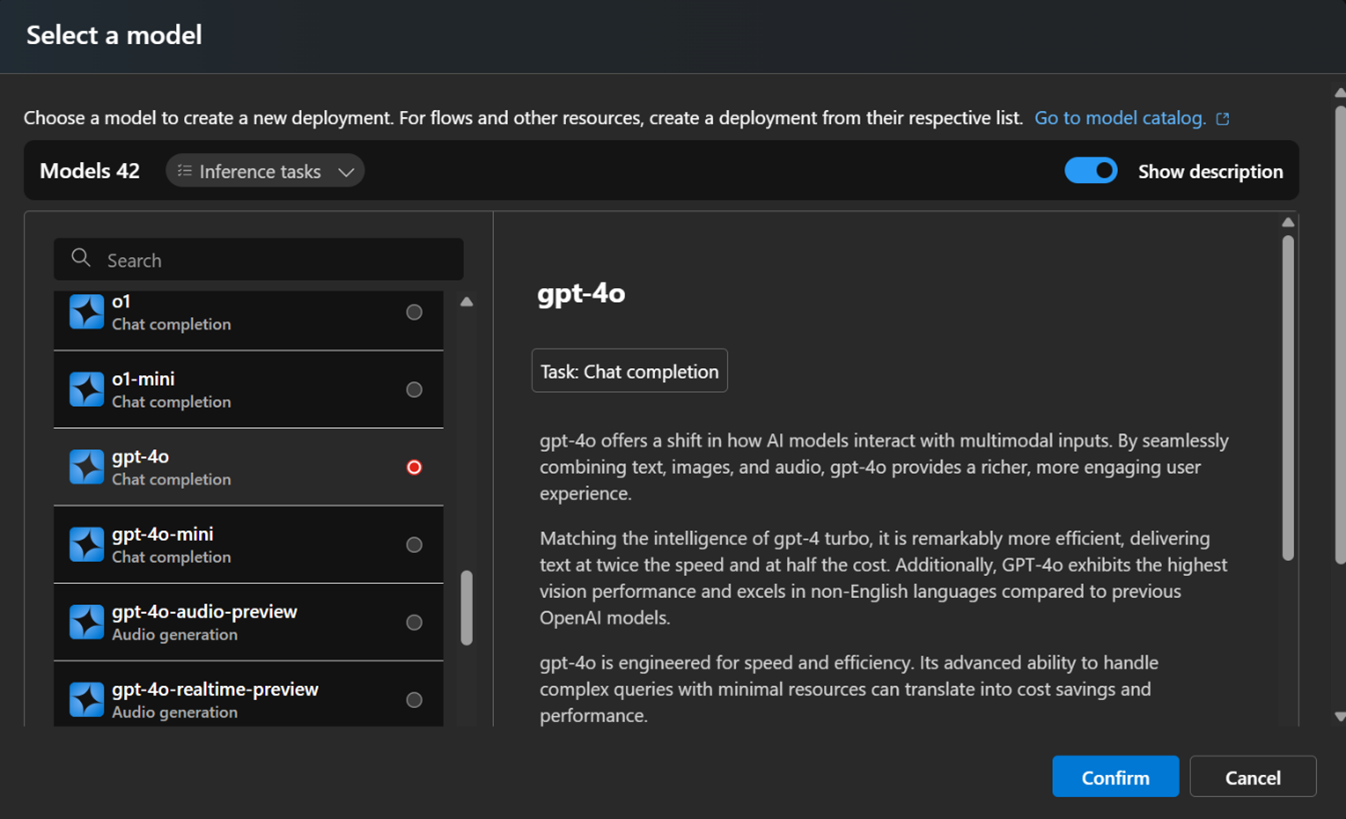 Select a model
Choose a model to create a new deployment. For flows and other resources, create a deployment from their respective list. Go to model catalog.
Models 42
Inference tasks
Show description
Search
o1
Chat completion
o1-mini
Chat completion
gpt-4o
Chat completion
gpt-4o-mini
Chat completion
gpt-4o-audio-preview
Audio generation
gpt-4o-realtime-preview
Audio generation
gpt-4o
Task: Chat completion
gpt-4o offers a shift in how AI models interact with multimodal inputs. By seamlessly
combining text, images, and audio, gpt-4o provides a richer, more engaging user
experience.
Matching the intelligence of gpt-4 turbo, it is remarkably more efficient, delivering
text at twice the speed and at half the cost. Additionally, GPT-4o exhibits the highest
vision performance and excels in non-English languages compared to previous
OpenAI models.
gpt-4o is engineered for speed and efficiency. Its advanced ability to handle
complex queries with minimal resources can translate into cost savings and
performance.
Confirm
Cancel